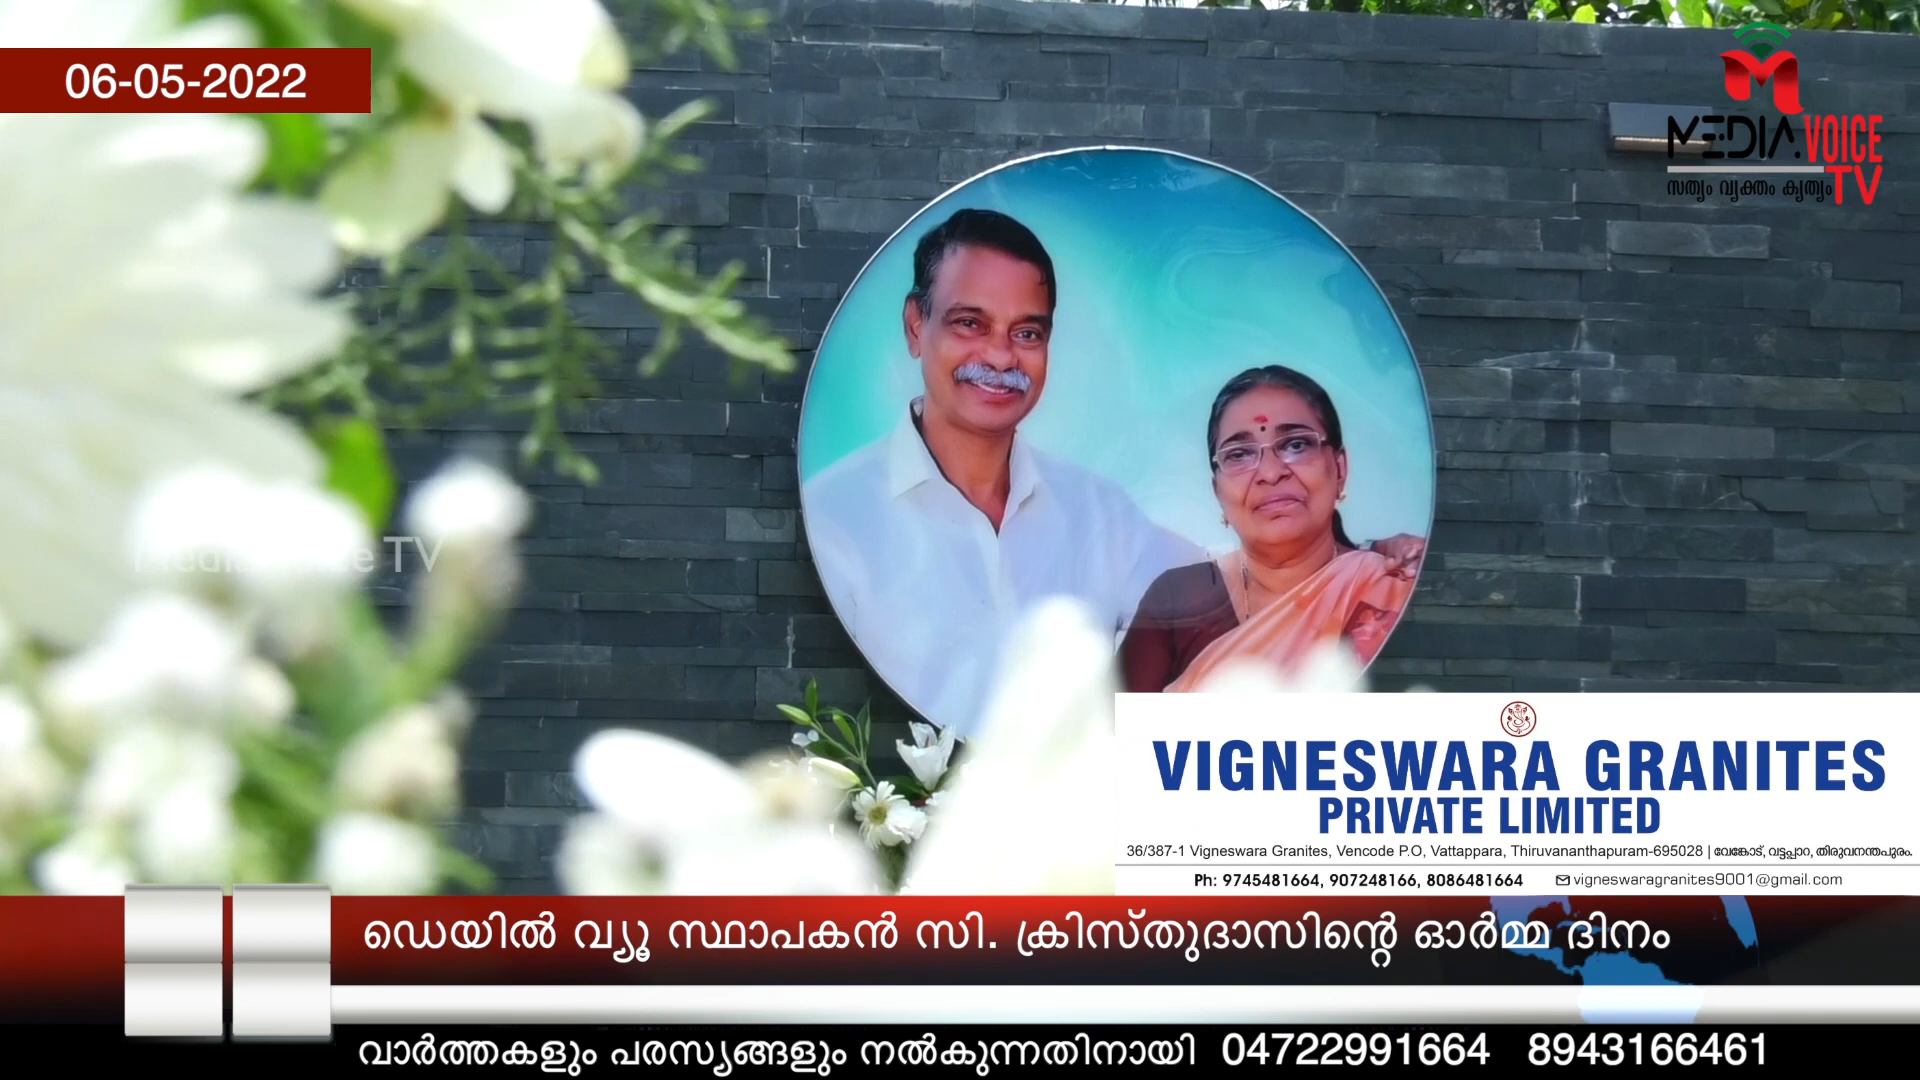 06-05-2022
MEDIA VOICE
TV
സത്യം വ്യക്തം കൃത്യം
TV
VIGNESWARA GRANITES
PRIVATE LIMITED
36/387-1 Vigneswara Granites, Vencode P.O, Vattappara, Thiruvananthapuram-695028 | വേങ്കോട്, വട്ടപ്പാറ, തിരുവനന്തപുരം.
Ph: 9745481664, 907248166, 8086481664 vigneswaragranites9001@gmail.com
ഡെയിൽ വ്യൂ സ്ഥാപകൻ സി. ക്രിസ്തുദാസിന്റെ ഓർമ്മ ദിനം
വാർത്തകളും പരസ്യങ്ങളും നൽകുന്നതിനായി 04722991664 8943166461